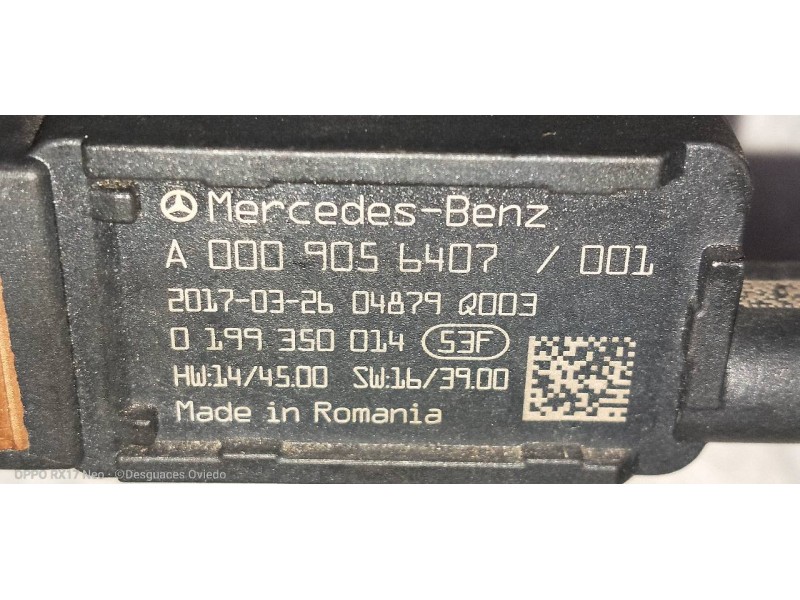 Mercedes-Benz
A 000 905 6407 / 001
2017-03-26 04879 Q003
0 199 350 014 S3F
HW:14/45.00 SW:16/39.00
Made in Romania
OPPO RX17 Neo - ©Desguaces Oviedo